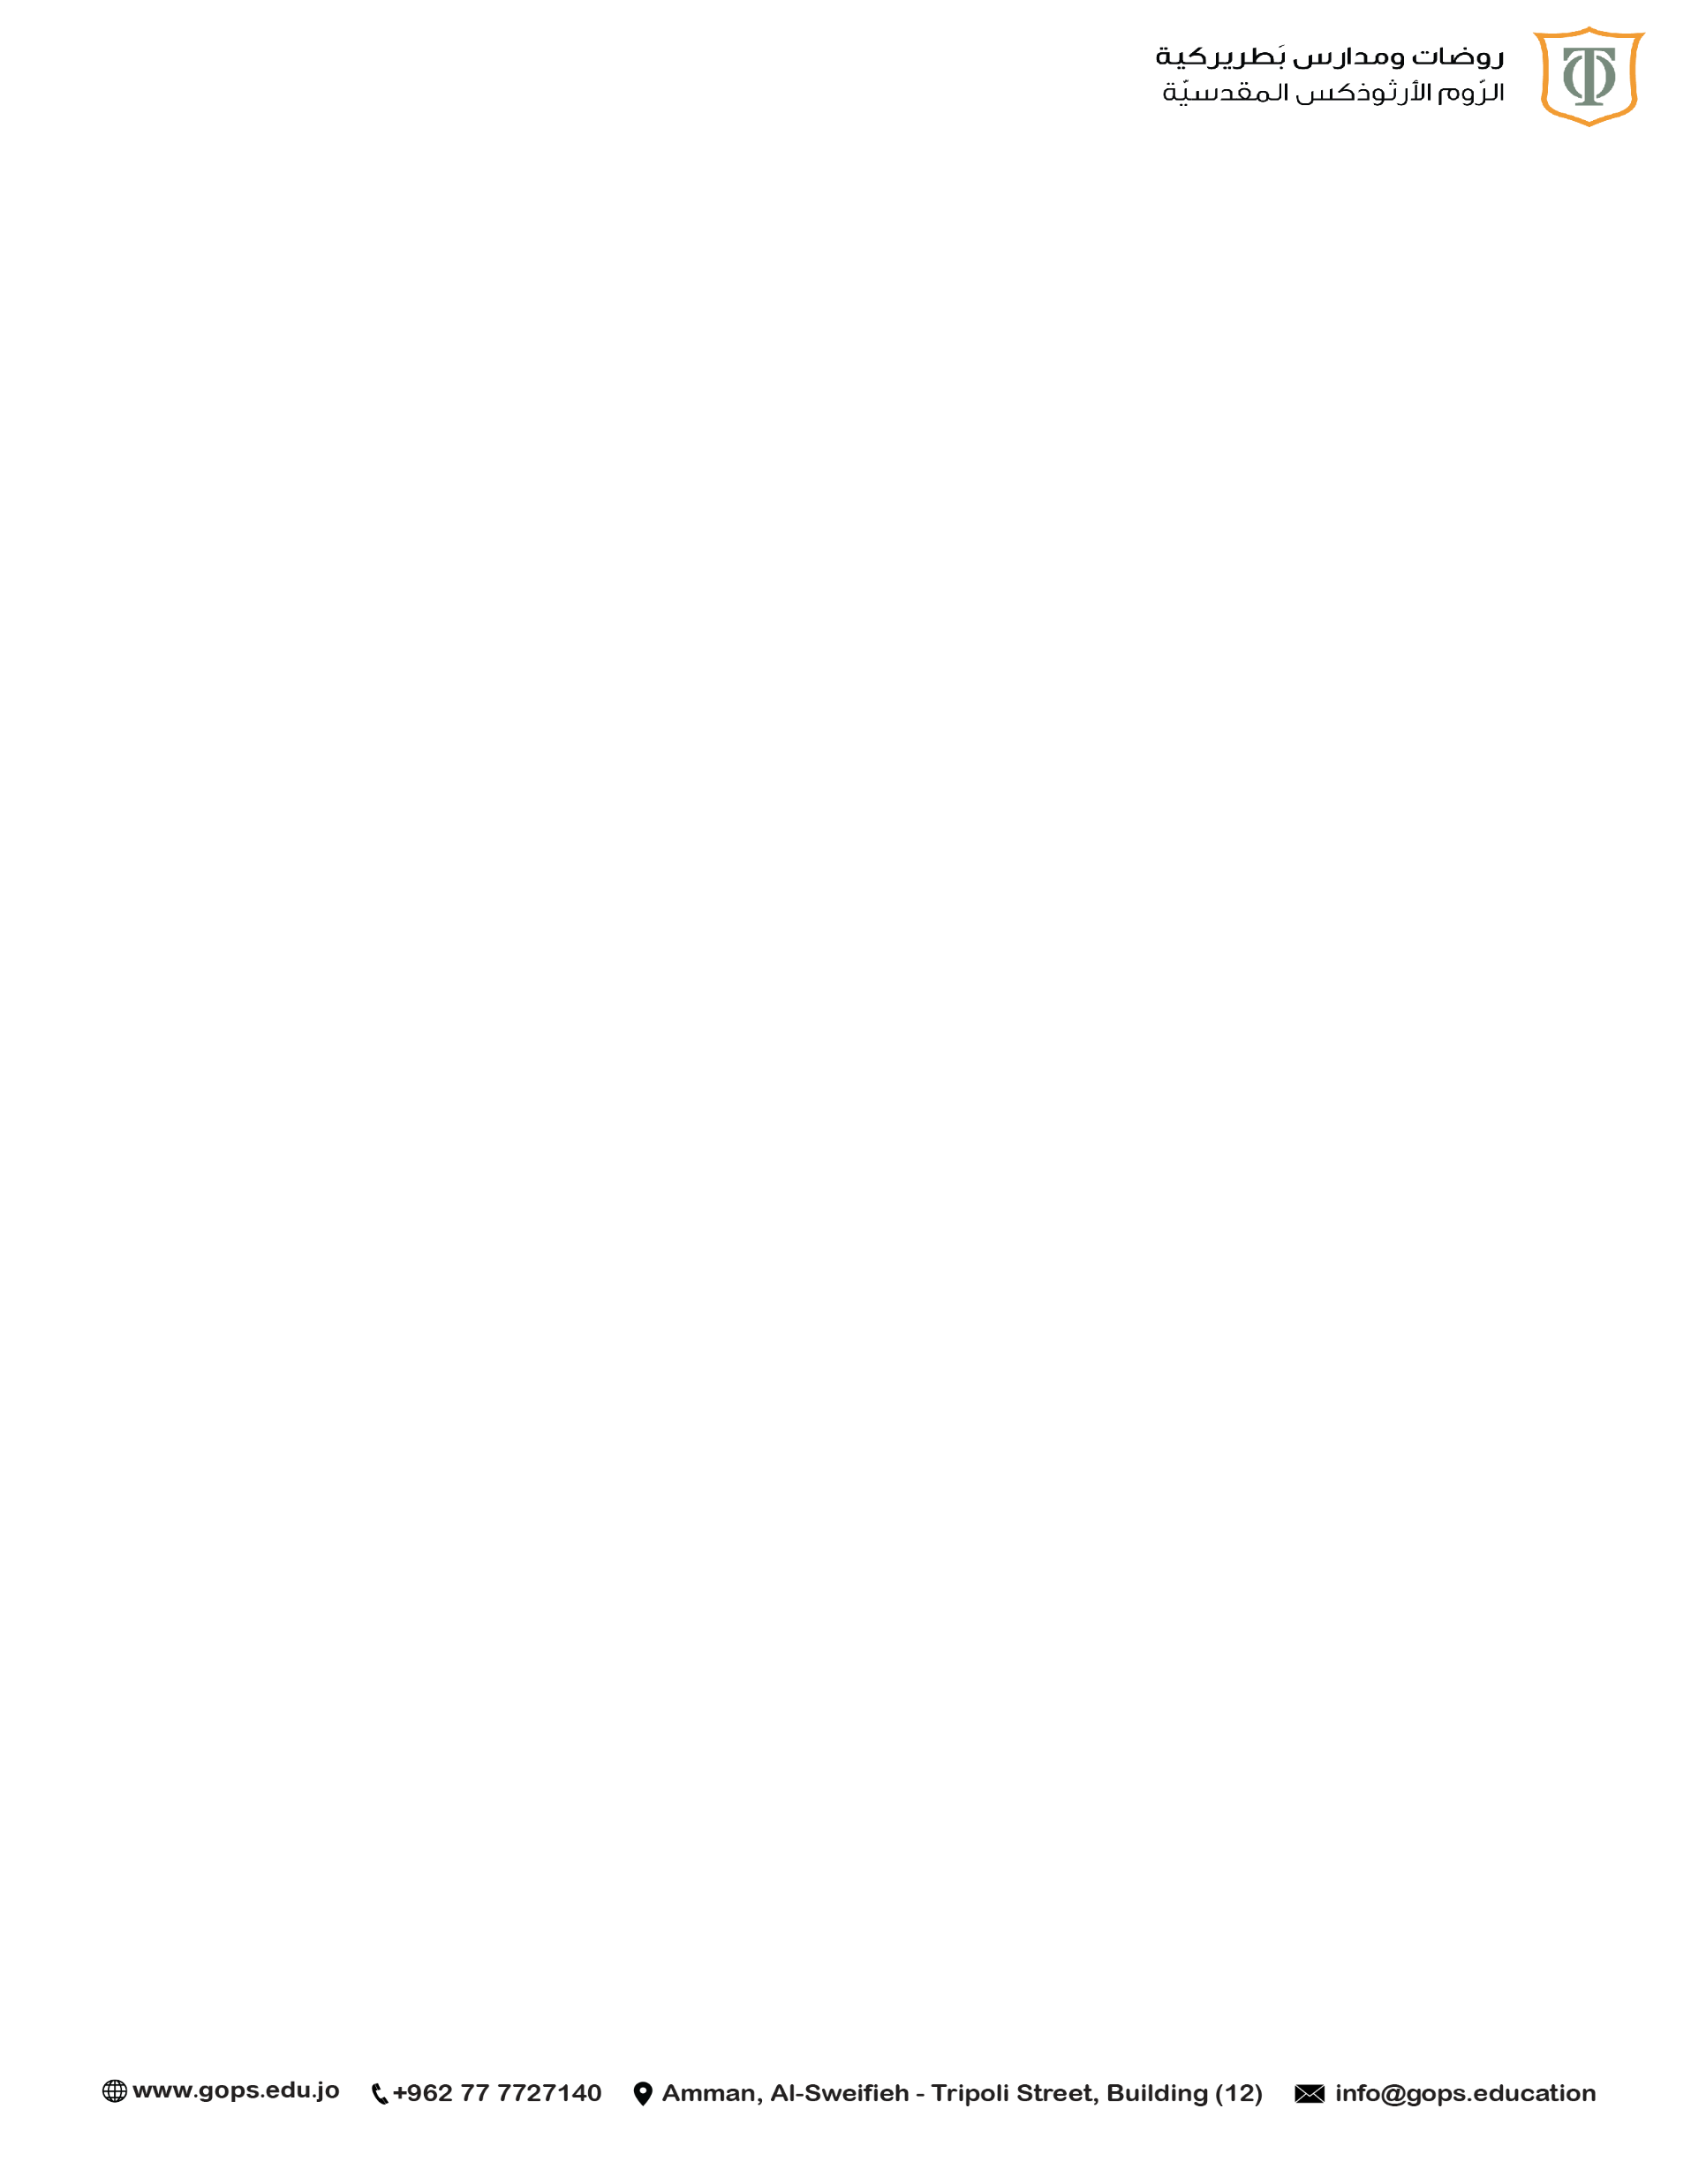 روضات ومدارس بَطريركية
الرّوم الأرثوذكس المقدسيّة
www.gops.edu.jo +962 77 7727140 Amman, Al-Sweifieh - Tripoli Street, Building (12) info@gops.education